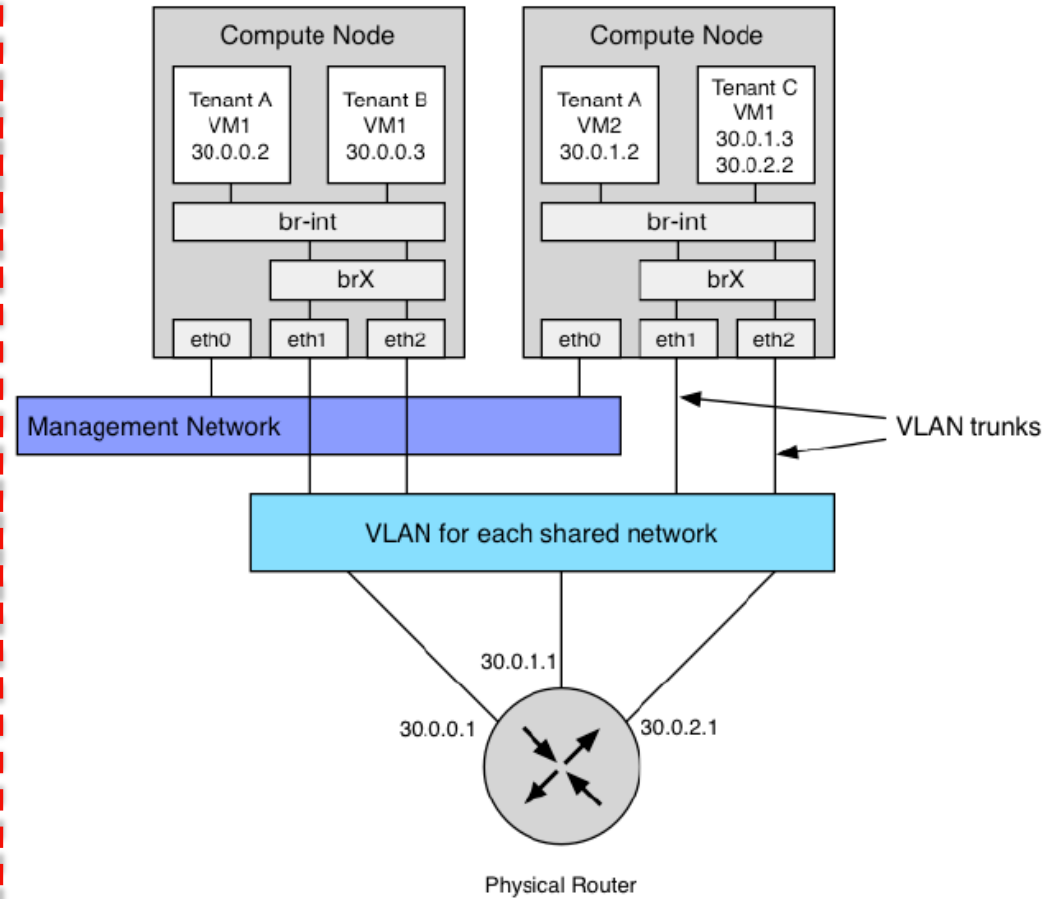 Compute Node
Tenant A
VM1
30.0.0.2
Tenant B
VM1
30.0.0.3
br-int
brX
eth0
eth1
eth2
Compute Node
Tenant A
VM2
30.0.1.2
Tenant C
VM1
30.0.1.3
30.0.2.2
br-int
brX
eth0
eth1
eth2
Management Network
VLAN trunks
VLAN for each shared network
30.0.1.1
30.0.0.1
30.0.2.1
Physical Router